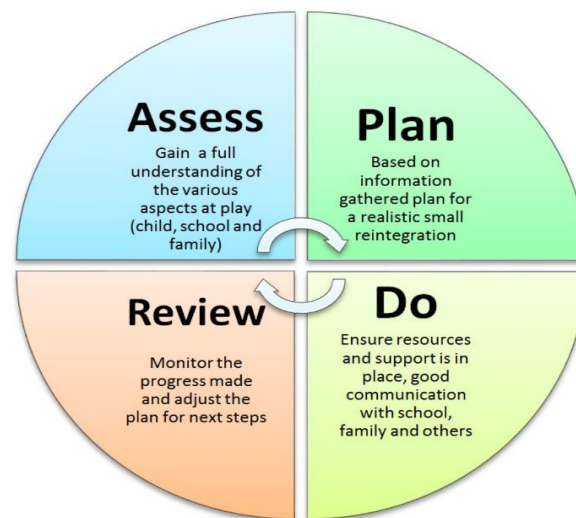 Assess
Gain a full
understanding of
the various
aspects at play
(child, school and
family)
Plan
Based on
information
gathered plan for
a realistic small
reintegration
Review
Monitor the
progress made
and adjust the
plan for next steps
Do
Ensure resources
and support is in
place, good
communication
with school,
family and others